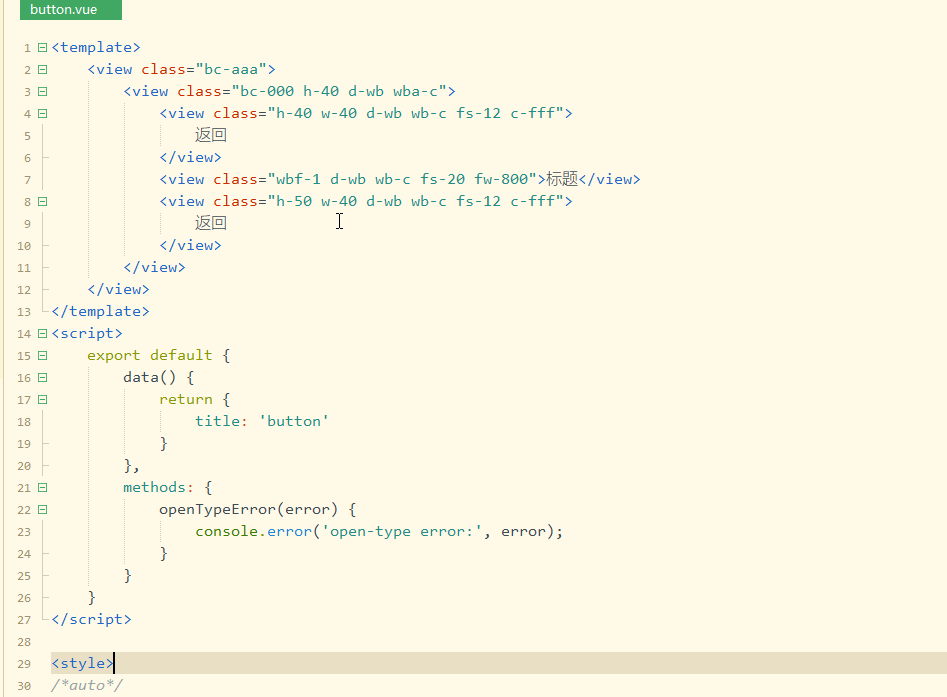 button.vue
1 <template>
2 <view class="bc-aaa">
3 <view class="bc-000 h-40 d-wb wba-c">
4 <view class="h-40 w-40 d-wb wb-c fs-12 c-fff">
5 返回
6 </view>
7 <view class="wbf-1 d-wb wb-c fs-20 fw-800">标题</view>
8 <view class="h-50 w-40 d-wb wb-c fs-12 c-fff">
9 返回
10 </view>
11 </view>
12 </view>
13 </template>
14 <script>
15 export default {
16 data() {
17 return {
18 title: 'button'
19 }
20 },
21 methods: {
22 openTypeError(error) {
23 console.error('open-type error:', error);
24 }
25 }
26 }
27 </script>
28
29 <style>
30 /*auto*/